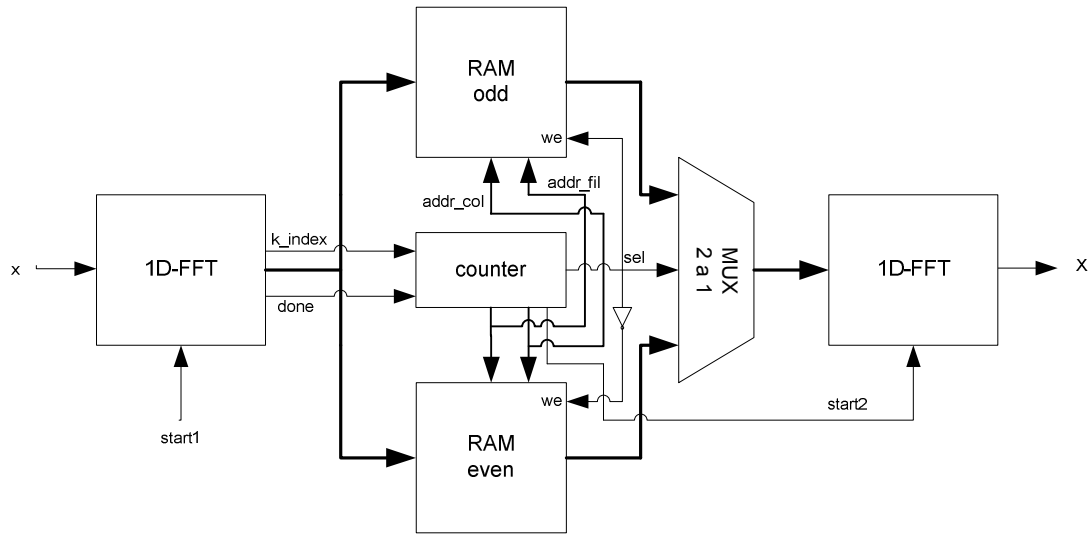 RAM
odd
we
addr_fil
addr_col
k_index
x
1D-FFT
counter
sel
MUX
2 a 1
1D-FFT
X
done
we
start1
start2
RAM
even